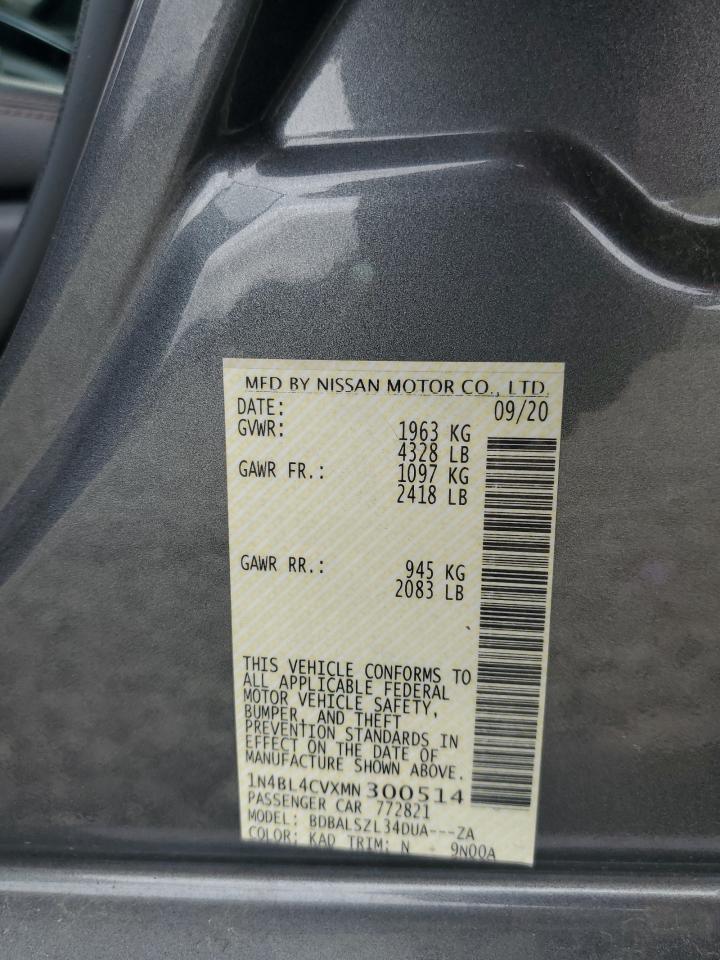 MFD BY NISSAN MOTOR CO., LTD.
DATE: 09/20
GVWR: 1963 KG
4328 LB
GAWR FR.: 1097 KG
2418 LB
GAWR RR.: 945 KG
2083 LB
THIS VEHICLE CONFORMS TO
ALL APPLICABLE FEDERAL
MOTOR VEHICLE SAFETY,
BUMPER, AND THEFT
PREVENTION STANDARDS IN
EFFECT ON THE DATE OF
MANUFACTURE SHOWN ABOVE.
1N4BL4CVXMN300514
PASSENGER CAR 772821
MODEL: BDBALSZL34DUA---ZA
COLOR: KAD TRIM: N 9N00A